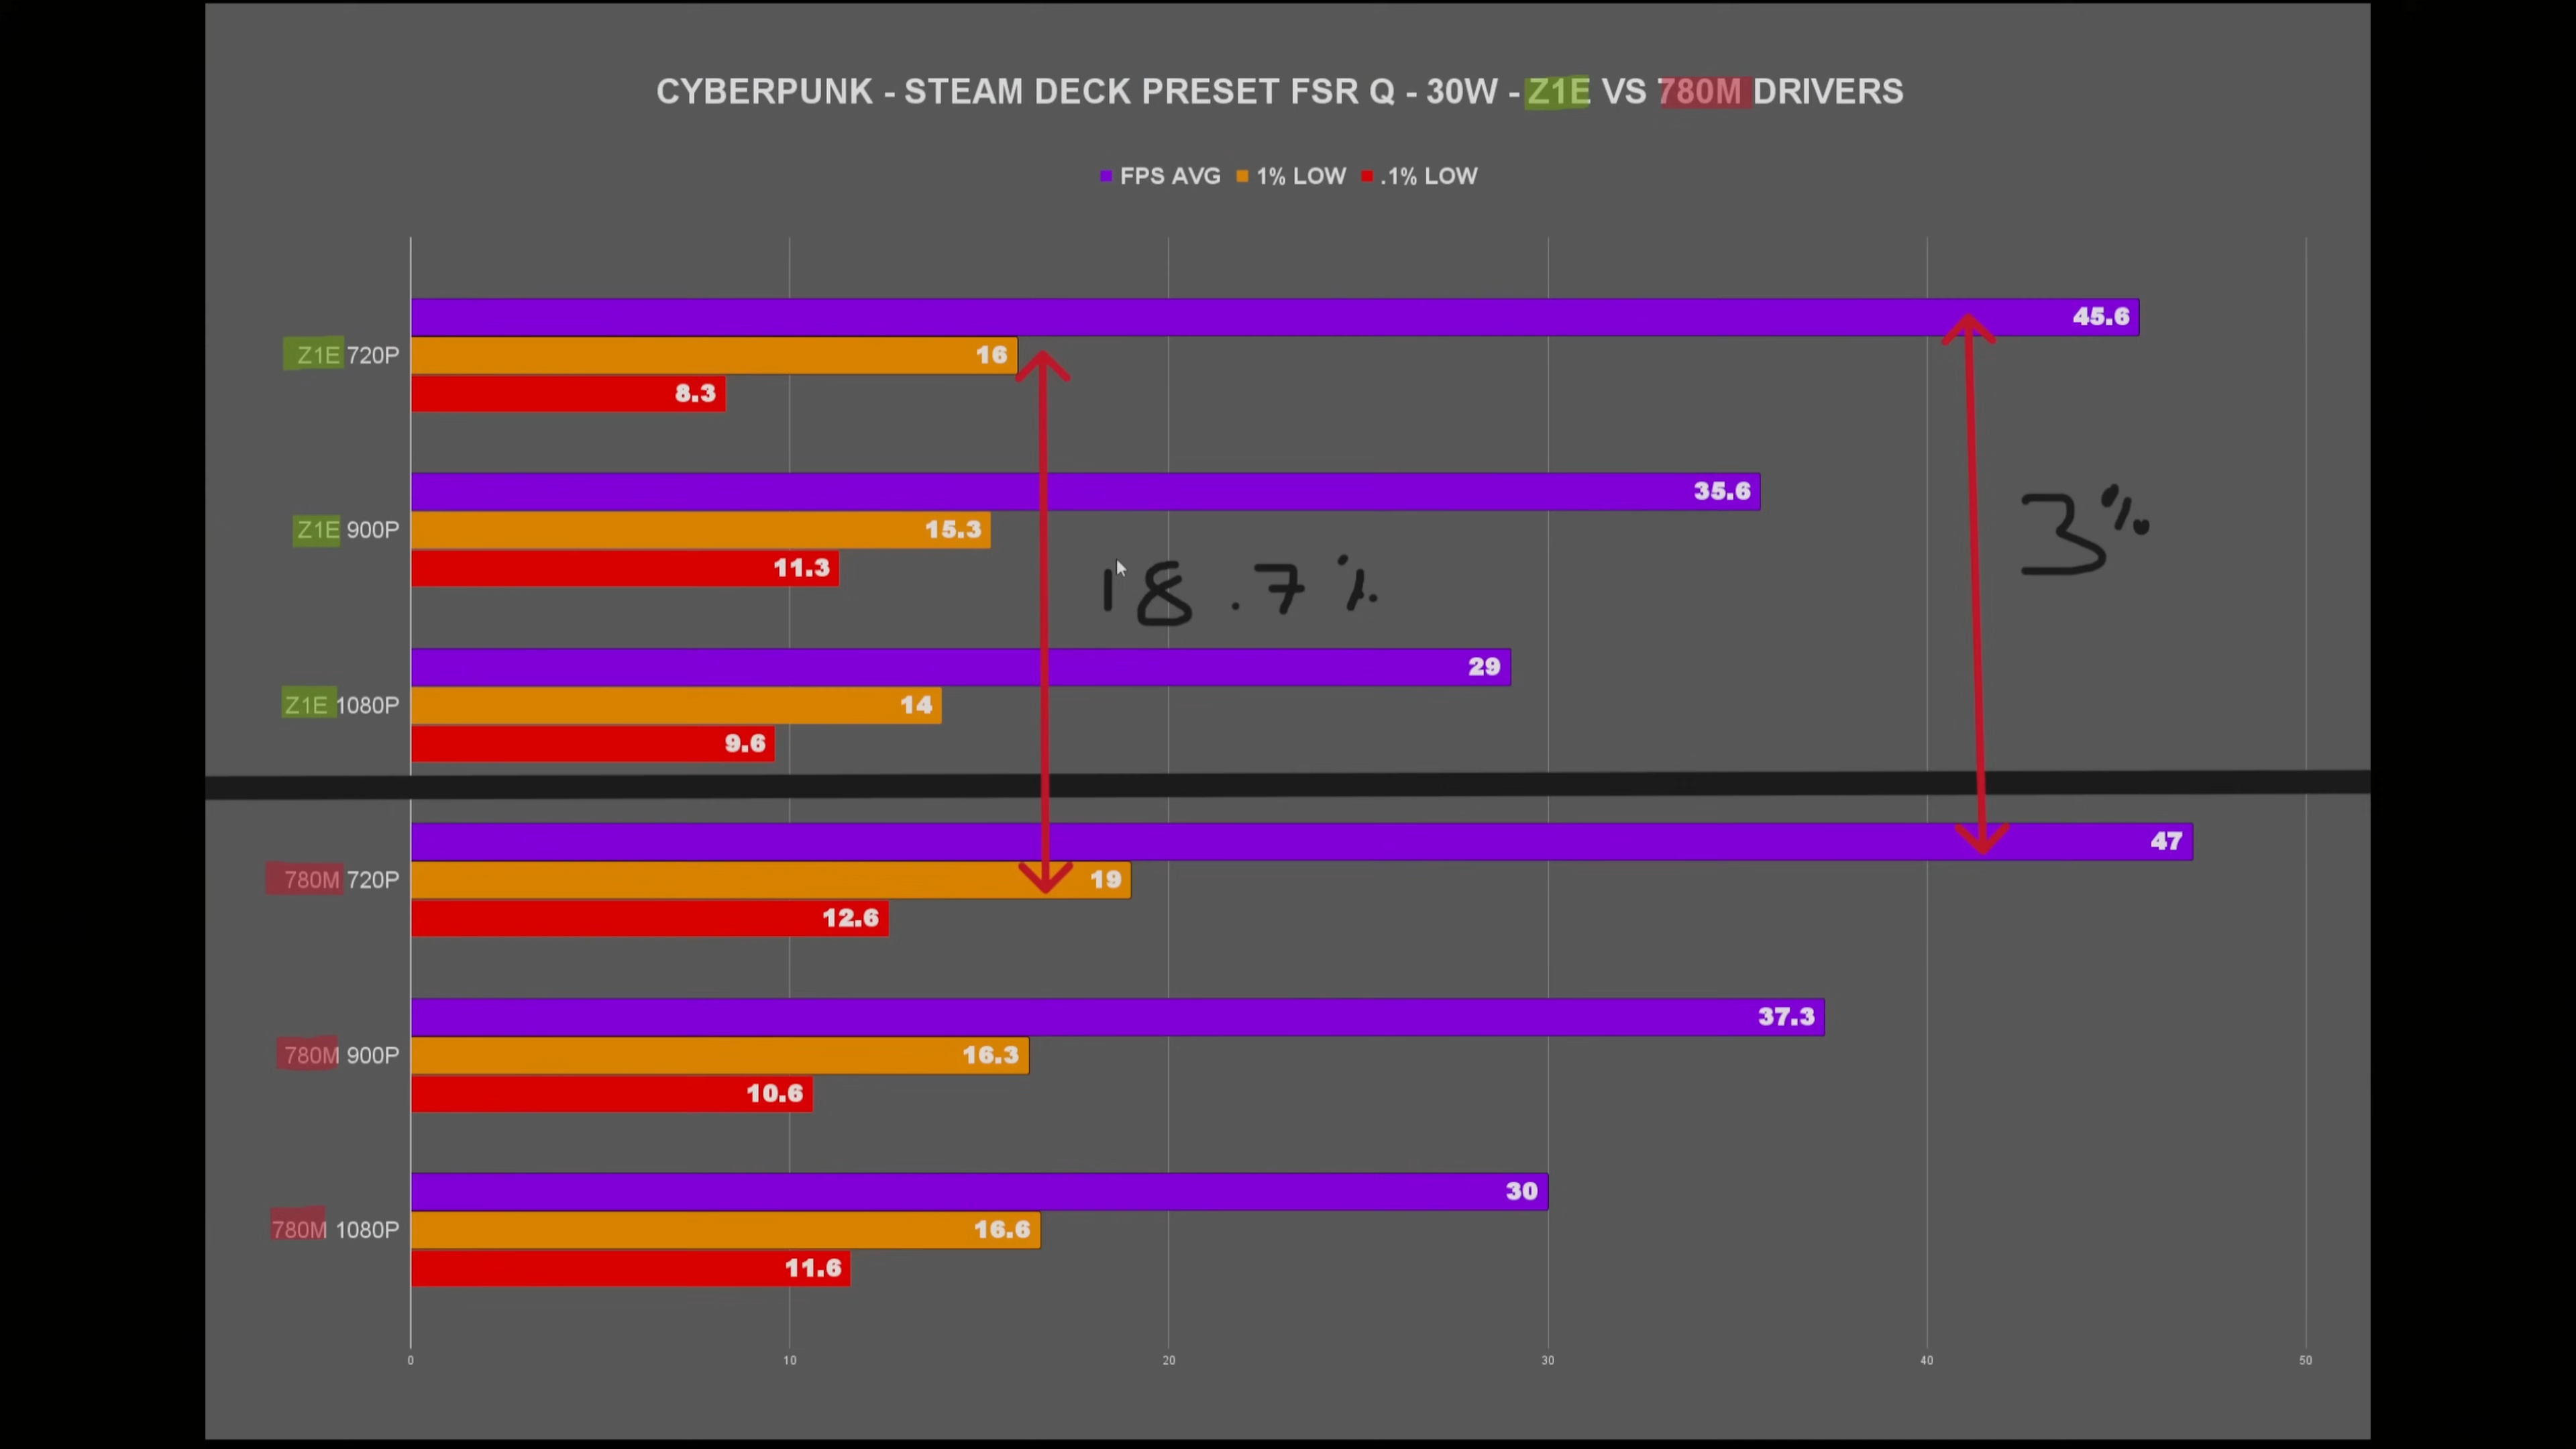 CYBERPUNK - STEAM DECK PRESET FSR Q - 30W - Z1E VS 780M DRIVERS
FPS AVG 1% LOW .1% LOW
45.6
Z1E 720P 16
8.3
35.6
Z1E 900P 15.3
11.3
3%
18.7%
29
Z1E 1080P 14
9.6
47
780M 720P 19
12.6
37.3
780M 900P 16.3
10.6
30
780M 1080P 16.6
11.6
0 10 20 30 40 50